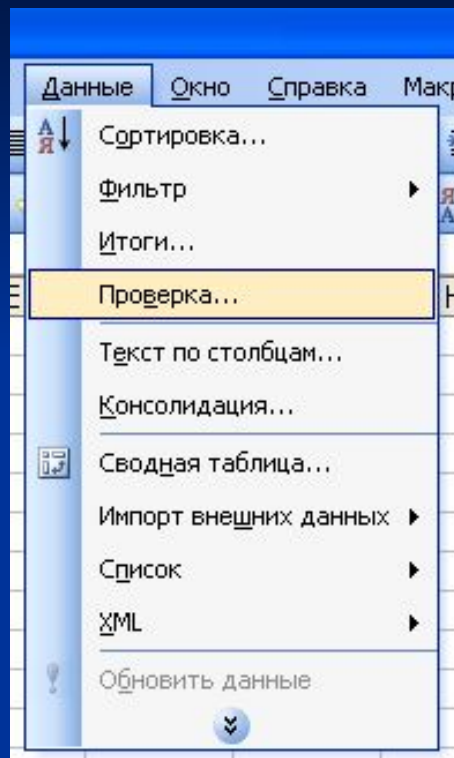 Данные Окно Справка Мак
Сортировка...
Фильтр
Итоги...
Проверка...
Текст по столбцам...
Консолидация...
Сводная таблица...
Импорт внешних данных
Список
XML
Обновить данные